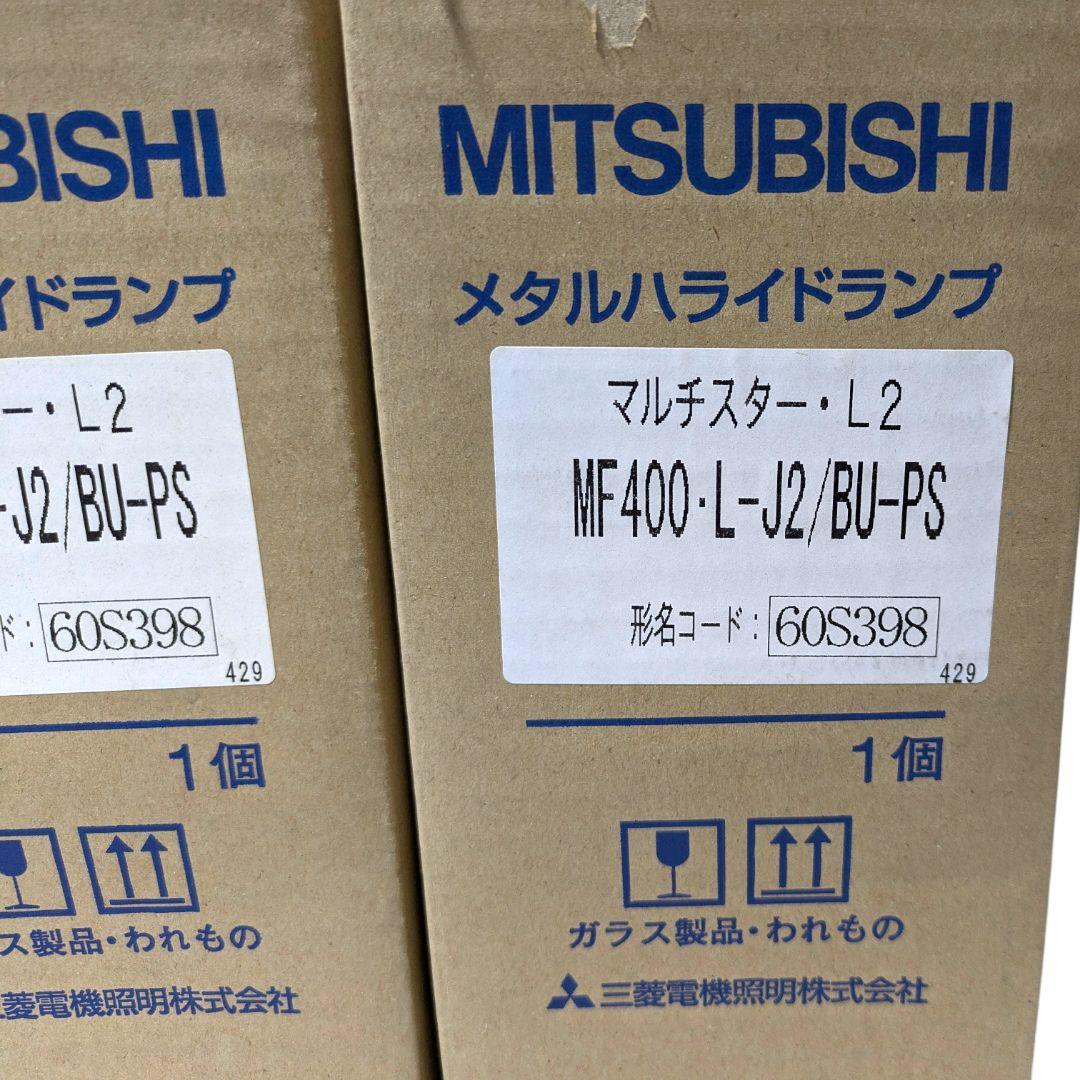 BISHI
イドランプ
ー・L2
-J2/BU-PS
ド: 60S398
429
1個
ス製品・われもの
菱電機照明株式会社
MITSUBISHI
メタルハライドランプ
マルチスター・L2
MF400・L-J2/BU-PS
形名コード: 60S398
429
1個
ガラス製品・われもの
三菱電機照明株式会社